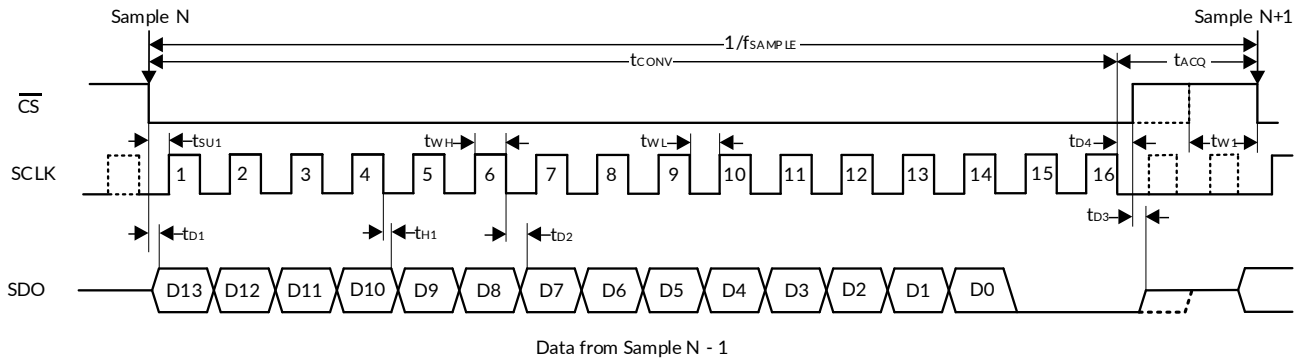 Sample N
Sample N+1
1/fSAMPLE
tCONV
tACQ
CS
tSU1
tWH
tWL
tD4
tW1
SCLK
1 2 3 4 5 6 7 8 9 10 11 12 13 14 15 16
tD3
tD1
tH1
tD2
SDO
D13 D12 D11 D10 D9 D8 D7 D6 D5 D4 D3 D2 D1 D0
Data from Sample N - 1